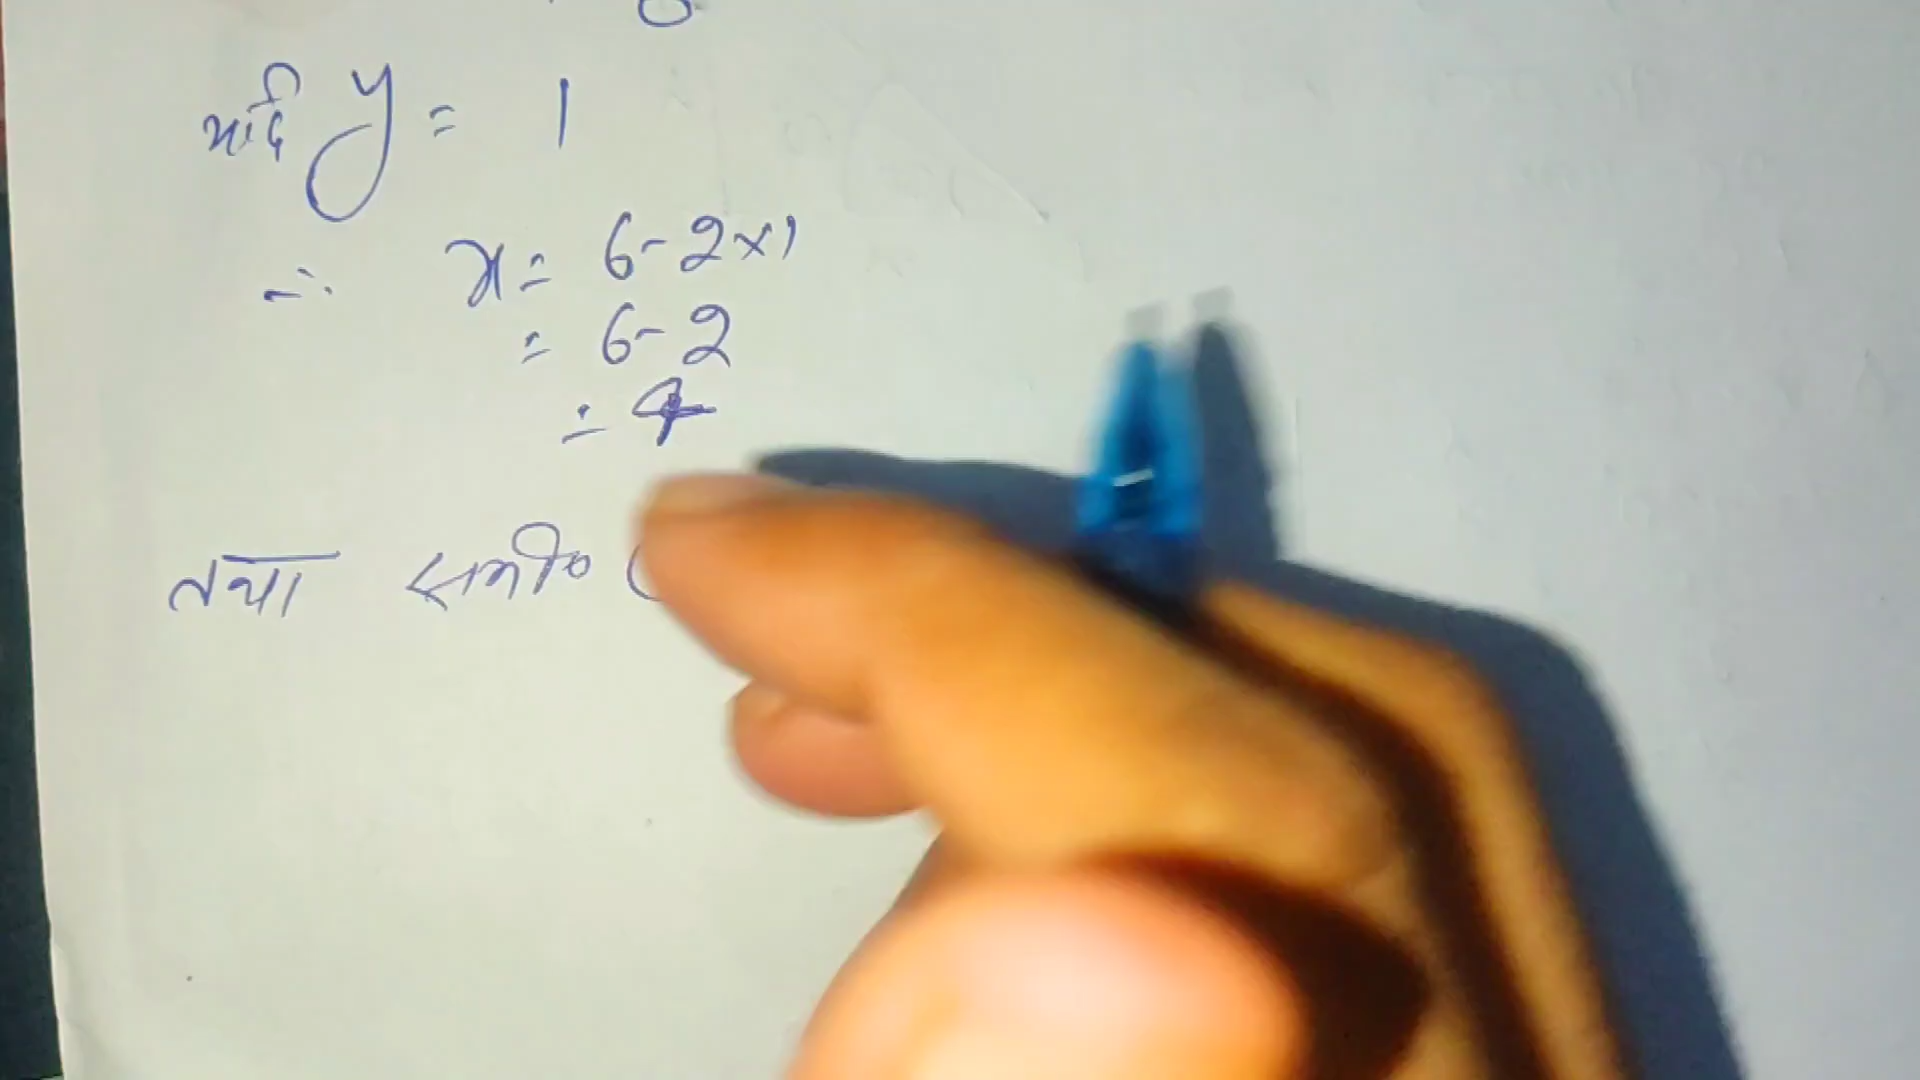 यदि y = 1
∴ x = 6-2×1
= 6-2
= 4
तथा समी०